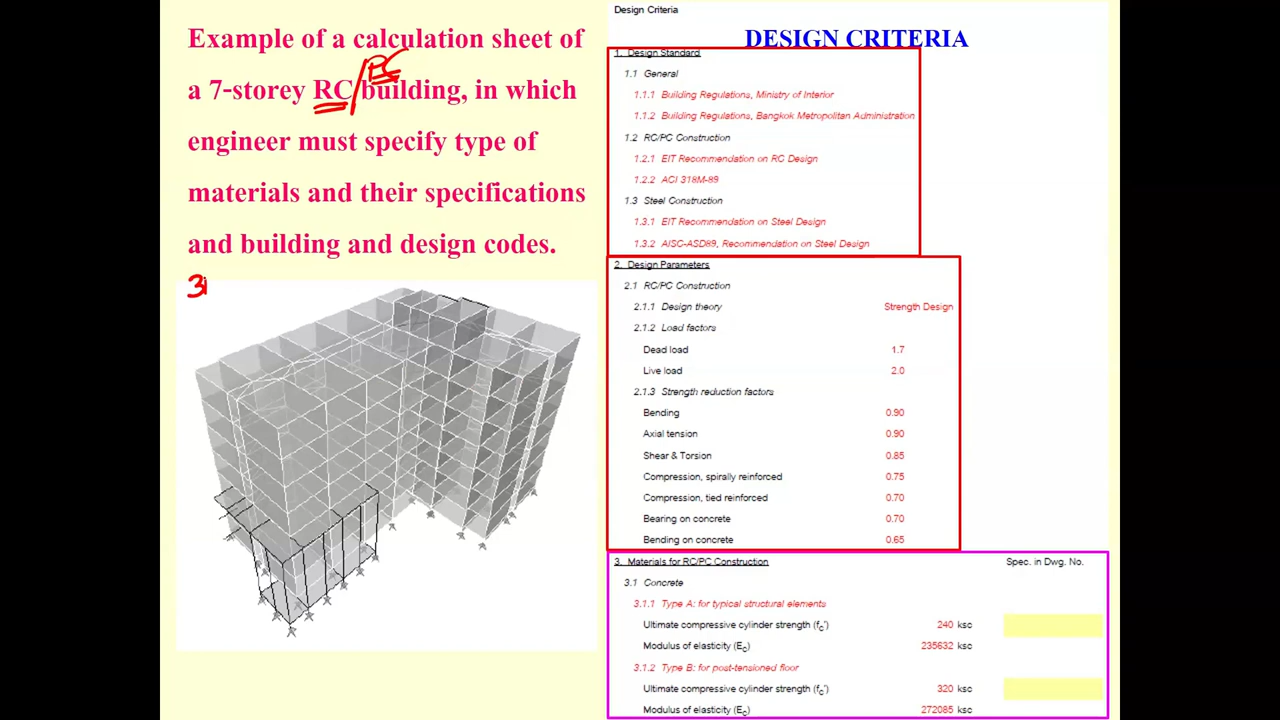 Example of a calculation sheet of
a 7-storey RC/PC building, in which
engineer must specify type of
materials and their specifications
and building and design codes.
3
Design Criteria
DESIGN CRITERIA
1. Design Standard
1.1 General
1.1.1 Building Regulations, Ministry of Interior
1.1.2 Building Regulations, Bangkok Metropolitan Administration
1.2 RC/PC Construction
1.2.1 EIT Recommendation on RC Design
1.2.2 ACI 318M-89
1.3 Steel Construction
1.3.1 EIT Recommendation on Steel Design
1.3.2 AISC-ASD89, Recommendation on Steel Design
2. Design Parameters
2.1 RC/PC Construction
2.1.1 Design theory Strength Design
2.1.2 Load factors
Dead load 1.7
Live load 2.0
2.1.3 Strength reduction factors
Bending 0.90
Axial tension 0.90
Shear & Torsion 0.85
Compression, spirally reinforced 0.75
Compression, tied reinforced 0.70
Bearing on concrete 0.70
Bending on concrete 0.65
3. Materials for RC/PC Construction Spec. in Dwg. No.
3.1 Concrete
3.1.1 Type A: for typical structural elements
Ultimate compressive cylinder strength (fc') 240 ksc
Modulus of elasticity (Ec) 235632 ksc
3.1.2 Type B: for post-tensioned floor
Ultimate compressive cylinder strength (fc') 320 ksc
Modulus of elasticity (Ec) 272085 ksc